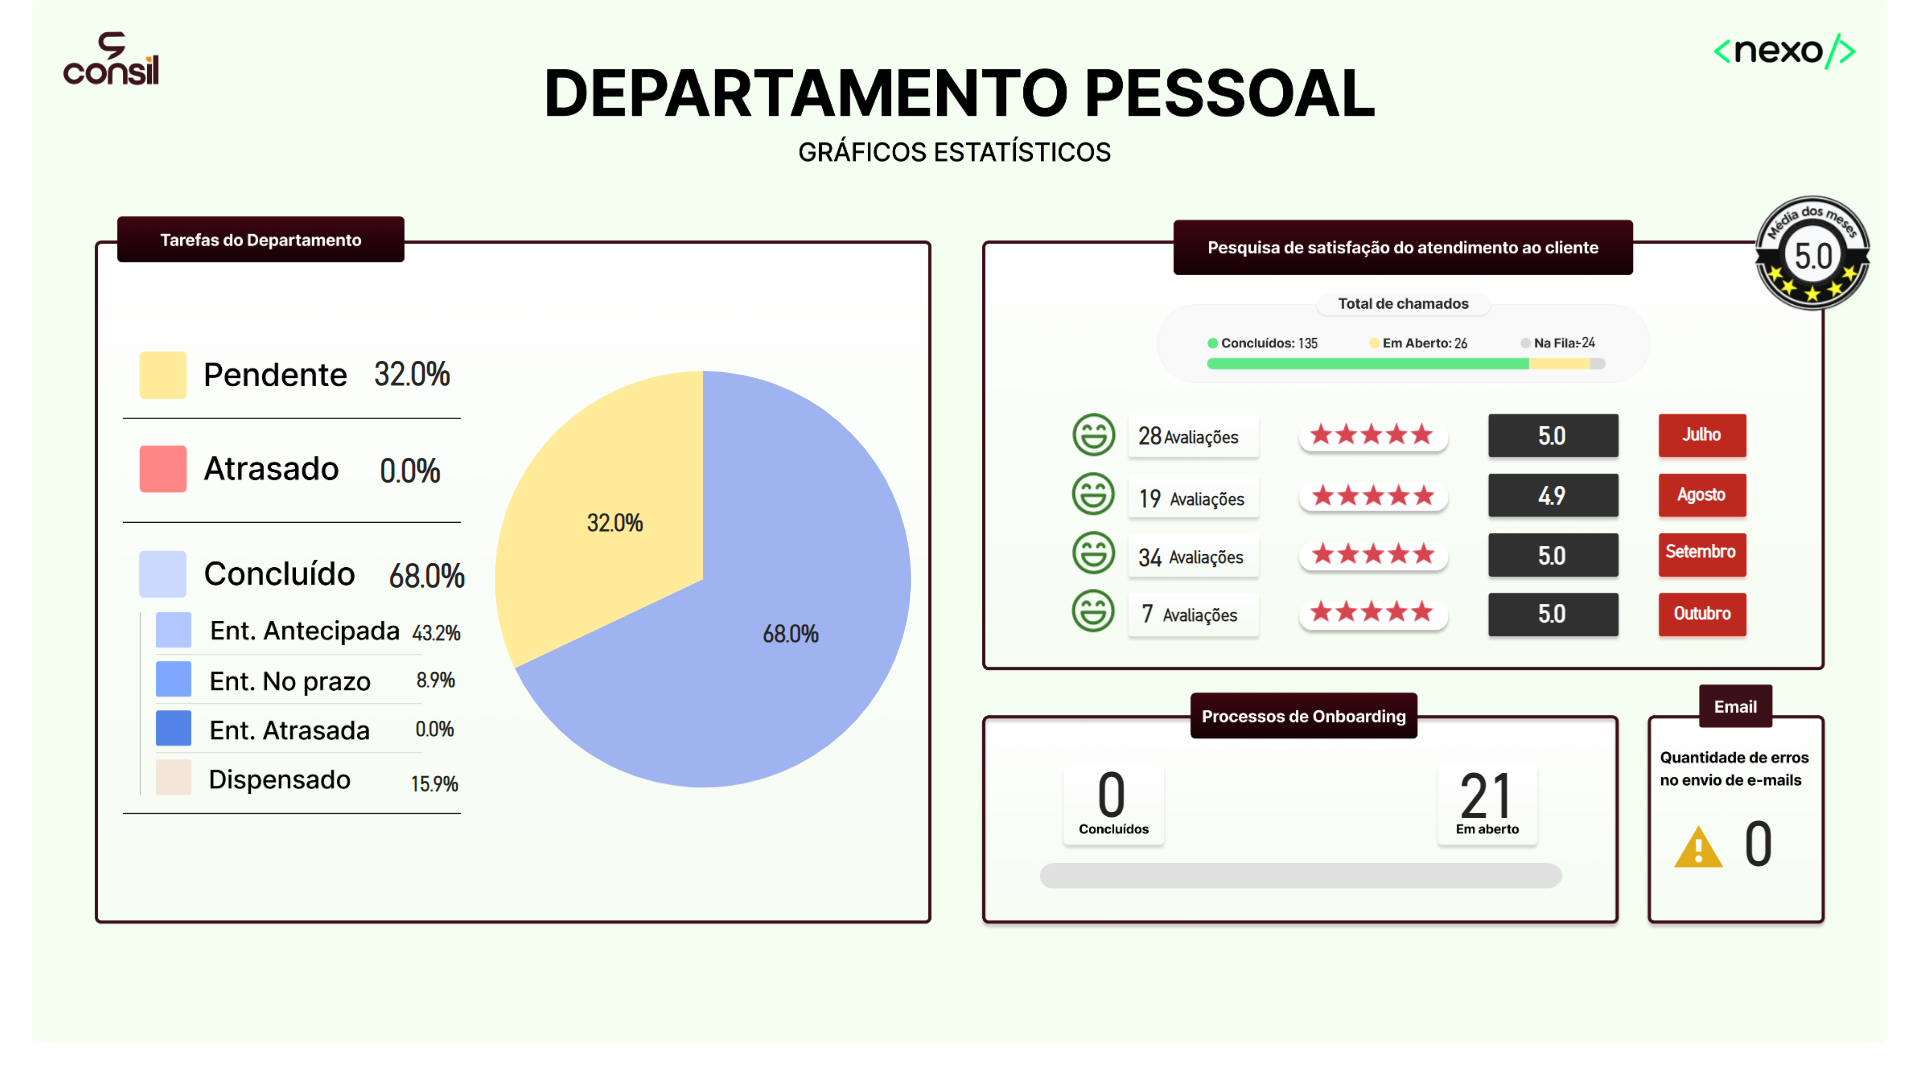 consil
<nexo/>
DEPARTAMENTO PESSOAL
GRÁFICOS ESTATÍSTICOS
Tarefas do Departamento
Pendente 32.0%
Atrasado 0.0%
Concluído 68.0%
Ent. Antecipada 43.2%
Ent. No prazo 8.9%
Ent. Atrasada 0.0%
Dispensado 15.9%
32.0%
68.0%
Pesquisa de satisfação do atendimento ao cliente
Média dos meses
5.0
Total de chamados
Concluídos: 135 Em Aberto: 26 Na Fila:-24
28 Avaliações 5.0 Julho
19 Avaliações 4.9 Agosto
34 Avaliações 5.0 Setembro
7 Avaliações 5.0 Outubro
Processos de Onboarding
0 21
Concluídos Em aberto
Email
Quantidade de erros
no envio de e-mails
0